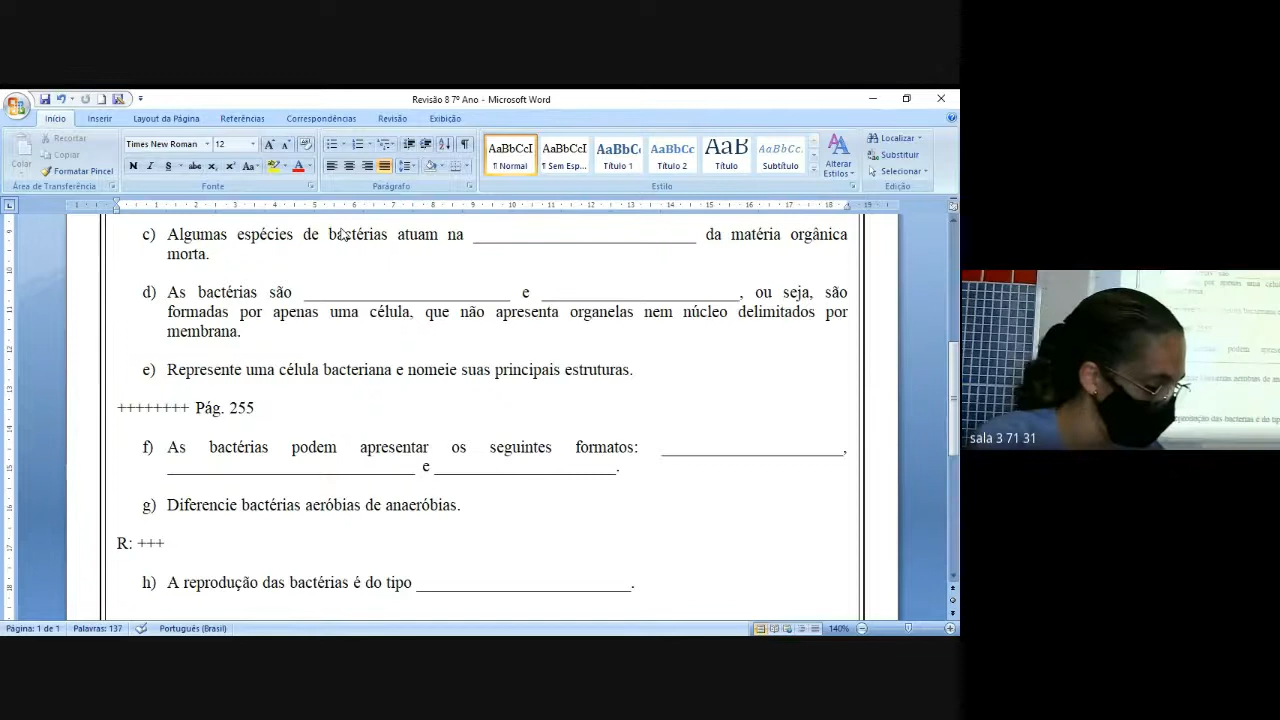 Revisão 8 7º Ano - Microsoft Word
Início Inserir Layout da Página Referências Correspondências Revisão Exibição
Colar
Recortar
Copiar
Formatar Pincel
Área de Transferência
Times New Roman 12
Fonte
Parágrafo
AaBbCcI AaBbCcI AaBbC AaBbCc AaB AaBbCc.
¶ Normal ¶ Sem Esp... Título 1 Título 2 Título Subtítulo
Alterar Estilos
Estilo
Localizar
Substituir
Selecionar
Edição
c) Algumas espécies de bactérias atuam na ____________________ da matéria orgânica
morta.
d) As bactérias são ____________________ e ____________________, ou seja, são
formadas por apenas uma célula, que não apresenta organelas nem núcleo delimitados por
membrana.
e) Represente uma célula bacteriana e nomeie suas principais estruturas.
++++++++ Pág. 255
f) As bactérias podem apresentar os seguintes formatos: ____________________,
____________________ e ____________________.
g) Diferencie bactérias aeróbias de anaeróbias.
R: +++
h) A reprodução das bactérias é do tipo ____________________.
Página: 1 de 1 Palavras: 137 Português (Brasil) 140%
sala 3 71 31